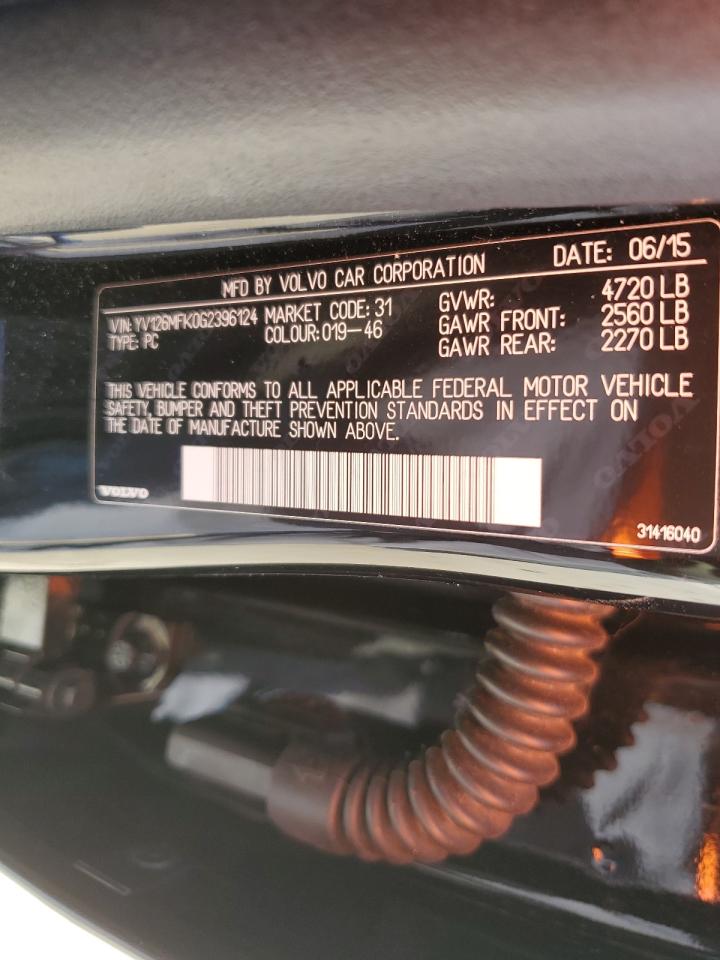 MFD BY VOLVO CAR CORPORATION DATE: 06/15
VIN: YV126MFK0G2396124 MARKET CODE: 31 GVWR: 4720 LB
TYPE: PC COLOUR: 019-46 GAWR FRONT: 2560 LB
GAWR REAR: 2270 LB
THIS VEHICLE CONFORMS TO ALL APPLICABLE FEDERAL MOTOR VEHICLE
SAFETY, BUMPER AND THEFT PREVENTION STANDARDS IN EFFECT ON
THE DATE OF MANUFACTURE SHOWN ABOVE.
VOLVO
31416040